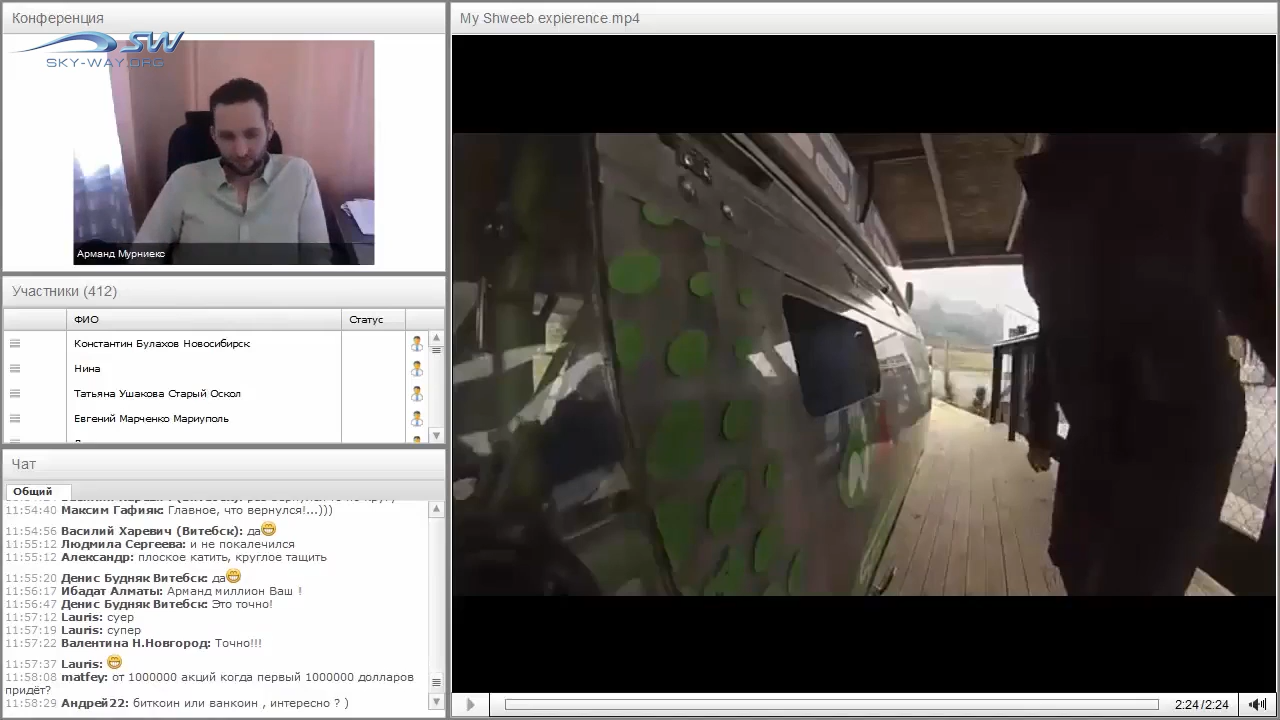 Конференция
SW
SKY-WAY.ORG
Арманд Мурниекс
Участники (412)
ФИО
Статус
Константин Булахов Новосибирск
Нина
Татьяна Ушакова Старый Оскол
Евгений Марченко Мариуполь
Чат
Общий
11:54:40 Максим Гафияк: Главное, что вернулся!...)))
11:54:56 Василий Харевич (Витебск): да
11:55:12 Людмила Сергеева: и не покалечился
11:55:12 Александр: плоское катить, круглое тащить
11:55:20 Денис Будняк Витебск: да
11:56:17 Ибадат Алматы: Арманд миллион Ваш !
11:56:47 Денис Будняк Витебск: Это точно!
11:57:12 Lauris: суер
11:57:19 Lauris: супер
11:57:22 Валентина Н.Новгород: Точно!!!
11:57:37 Lauris:
11:58:08 matfey: от 1000000 акций когда первый 1000000 долларов
придёт?
11:58:29 Андрей22: биткоин или ванкоин , интересно ? )
My Shweeb expierence.mp4
2:24/2:24